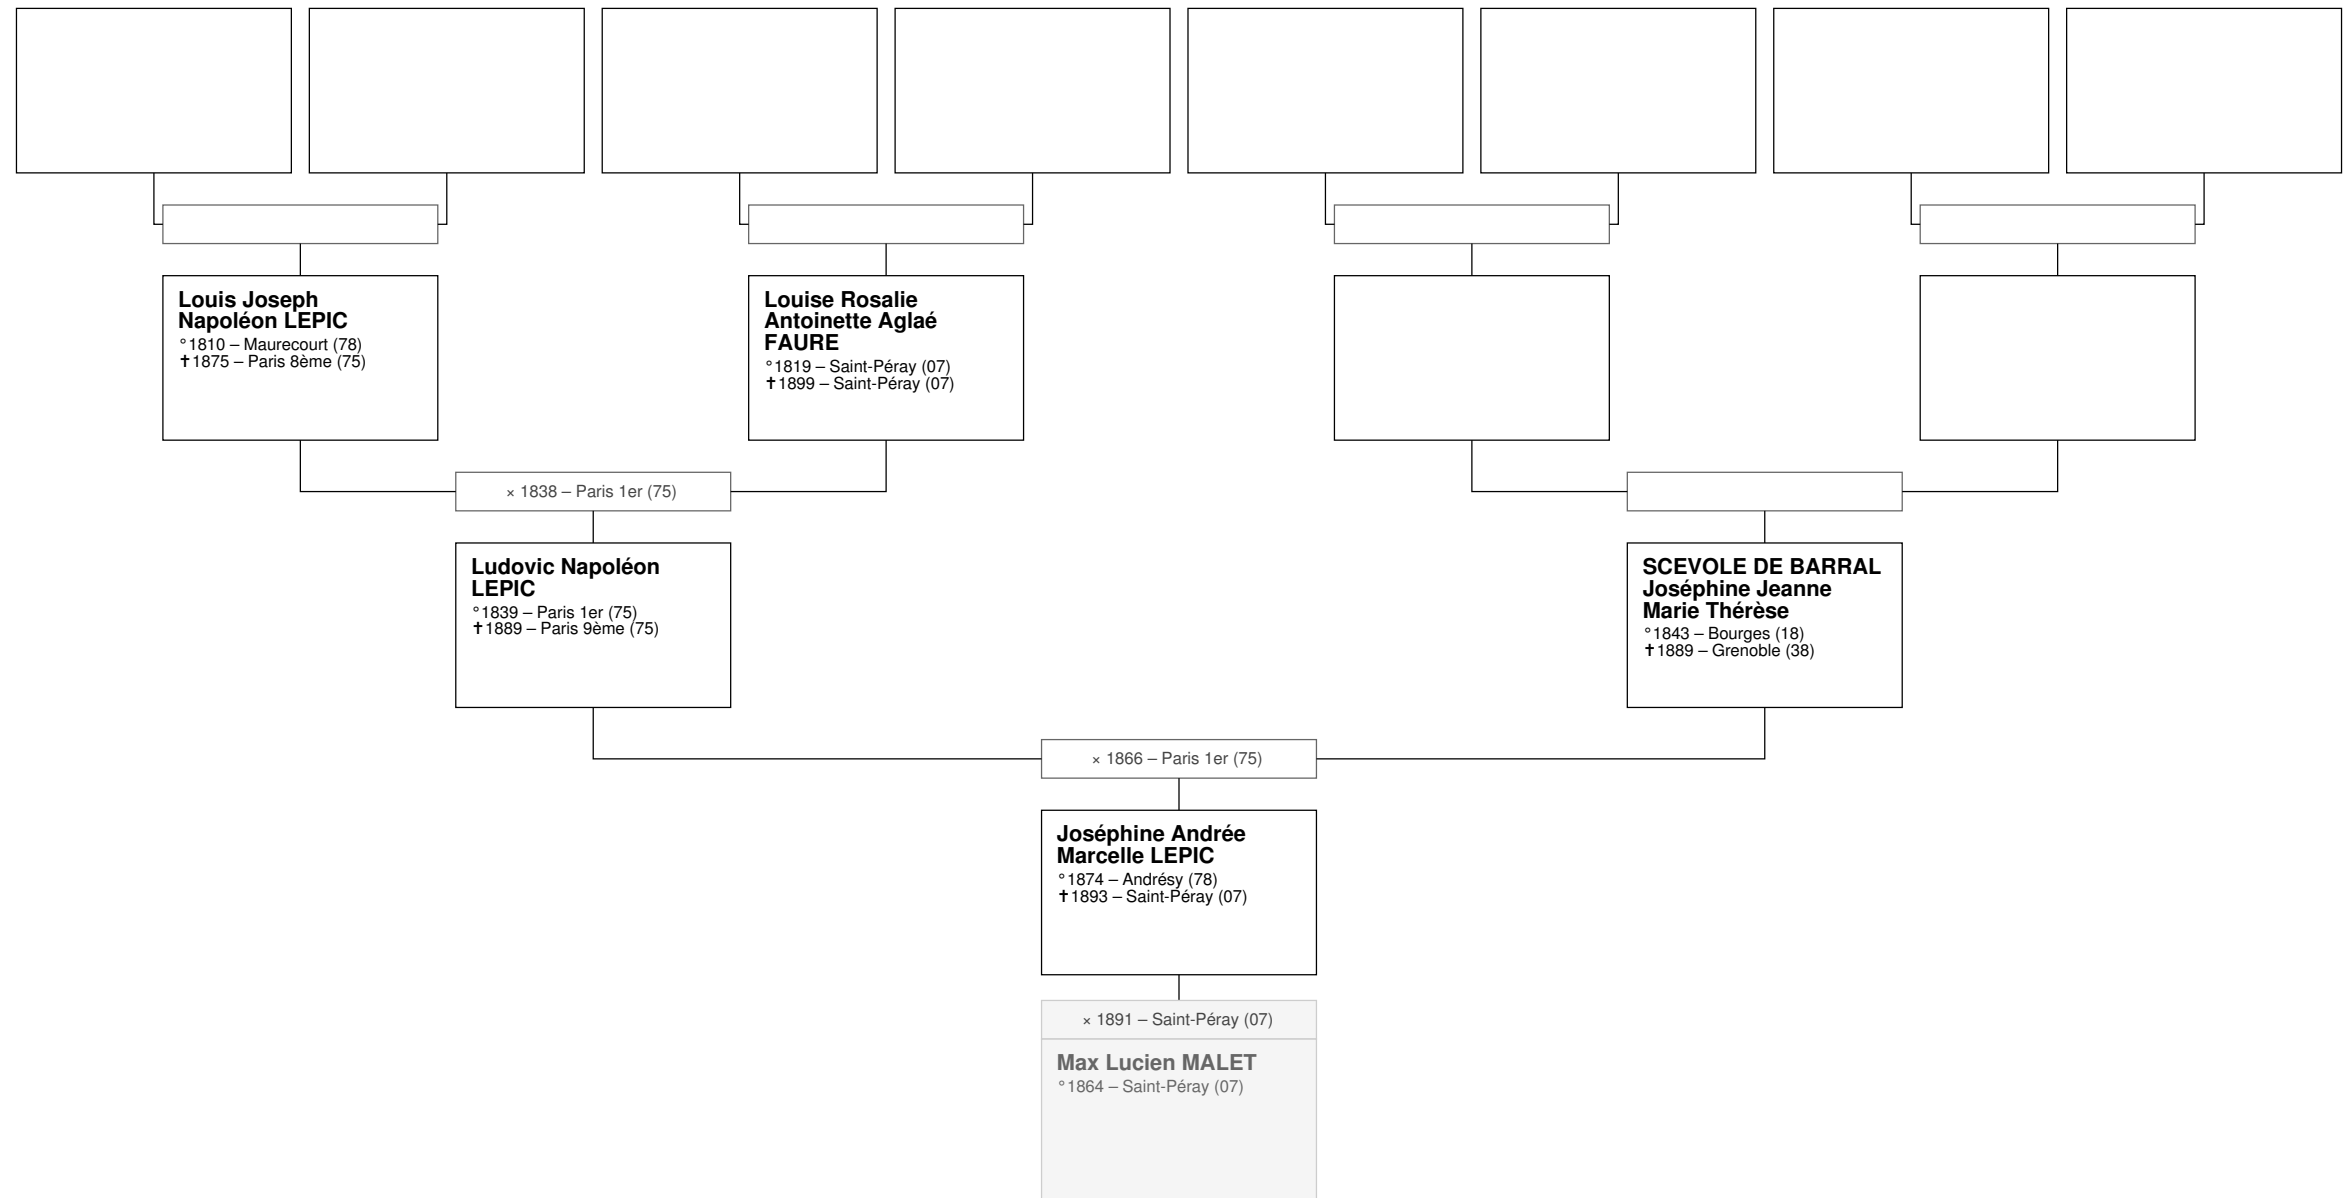 Louis Joseph
Napoléon LEPIC
°1810 – Maurecourt (78)
✝1875 – Paris 8ème (75)
Louise Rosalie
Antoinette Aglaé
FAURE
°1819 – Saint-Péray (07)
✝1899 – Saint-Péray (07)
× 1838 – Paris 1er (75)
Ludovic Napoléon
LEPIC
°1839 – Paris 1er (75)
✝1889 – Paris 9ème (75)
SCEVOLE DE BARRAL
Joséphine Jeanne
Marie Thérèse
°1843 – Bourges (18)
✝1889 – Grenoble (38)
× 1866 – Paris 1er (75)
Joséphine Andrée
Marcelle LEPIC
°1874 – Andrésy (78)
✝1893 – Saint-Péray (07)
× 1891 – Saint-Péray (07)
Max Lucien MALET
°1864 – Saint-Péray (07)